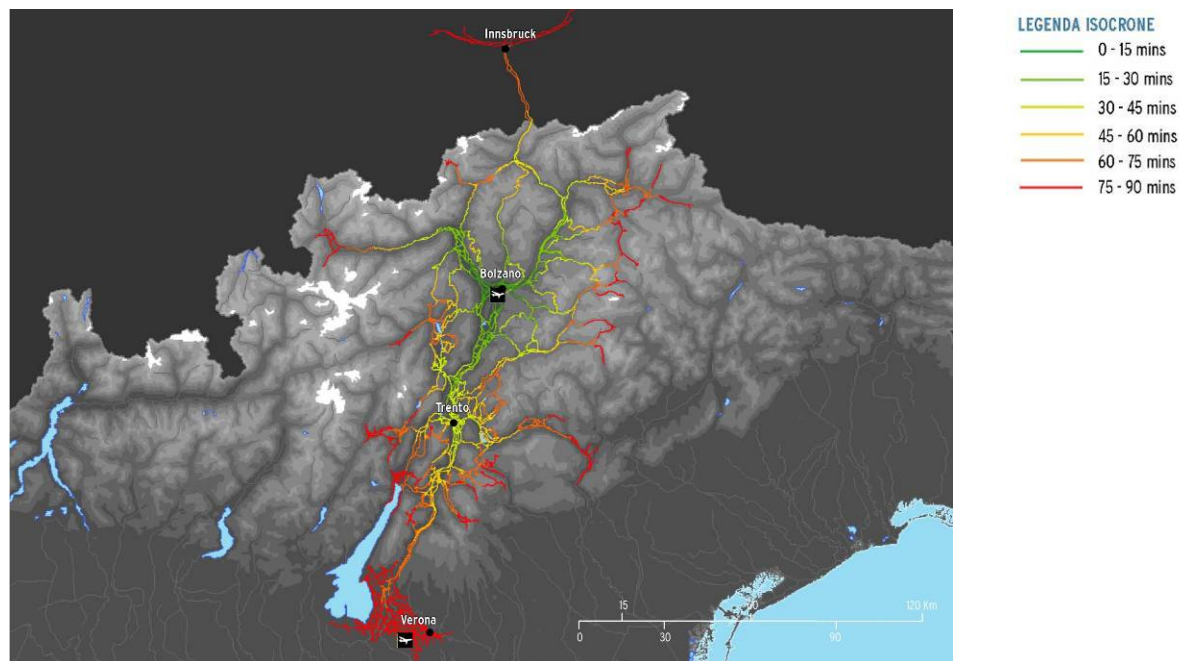 Innsbruck
Bolzano
Trento
Verona
15
60
120 Km
0
30
90
LEGENDA ISOCRONE
0 - 15 mins
15 - 30 mins
30 - 45 mins
45 - 60 mins
60 - 75 mins
75 - 90 mins